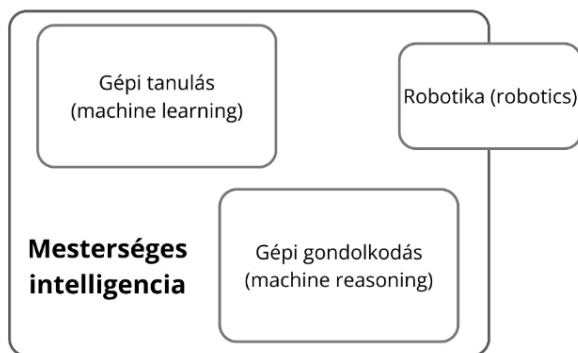 Gépi tanulás
(machine learning)
Robotika (robotics)
Mesterséges
intelligencia
Gépi gondolkodás
(machine reasoning)